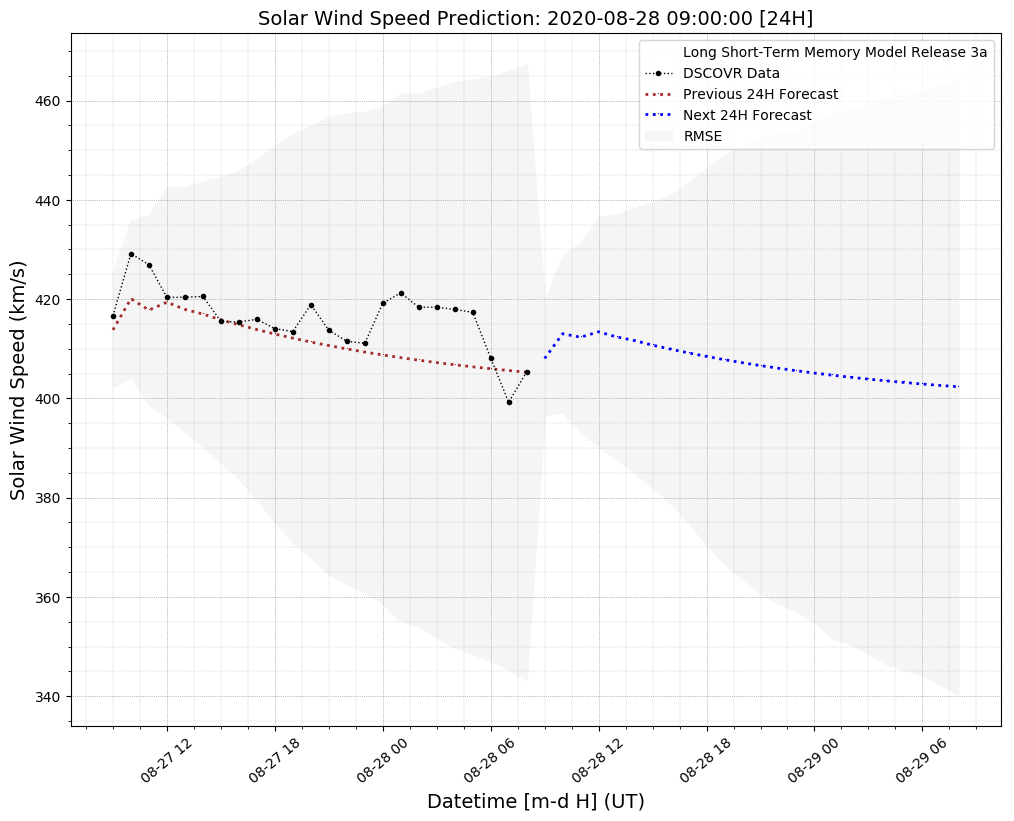 Solar Wind Speed Prediction: 2020-08-28 09:00:00 [24H]
Long Short-Term Memory Model Release 3a
DSCOVR Data
Previous 24H Forecast
Next 24H Forecast
RMSE
Solar Wind Speed (km/s)
460
440
420
400
380
360
340
08-27 12
08-27 18
08-28 00
08-28 06
08-28 12
08-28 18
08-29 00
08-29 06
Datetime [m-d H] (UT)